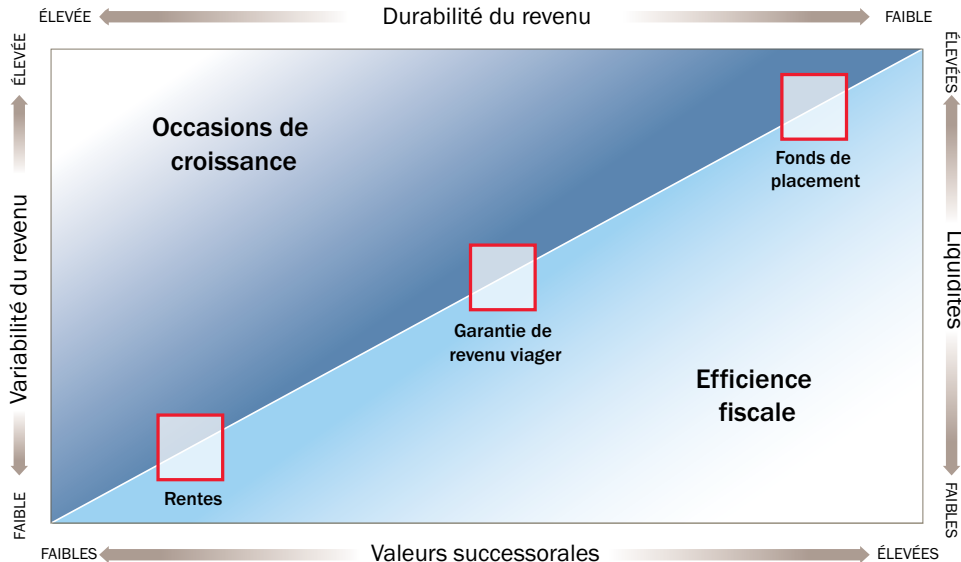 ÉLEVÉE Durabilité du revenu FAIBLE
ÉLEVÉE
ÉLEVÉES
Occasions de
croissance
Fonds de
placement
Variabilité du revenu
Liquidités
Garantie de
revenu viager
Efficience
fiscale
Rentes
FAIBLE
FAIBLES
FAIBLES Valeurs successorales ÉLEVÉES